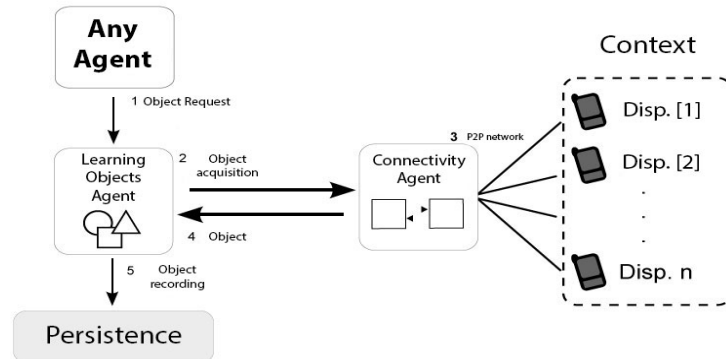 Any
Agent
Context
1 Object Request
Disp. [1]
3 P2P network
Learning
Objects
Agent
2 Object
acquisition
Connectivity
Agent
Disp. [2]
.
.
.
4 Object
5 Object
recording
Disp. n
Persistence